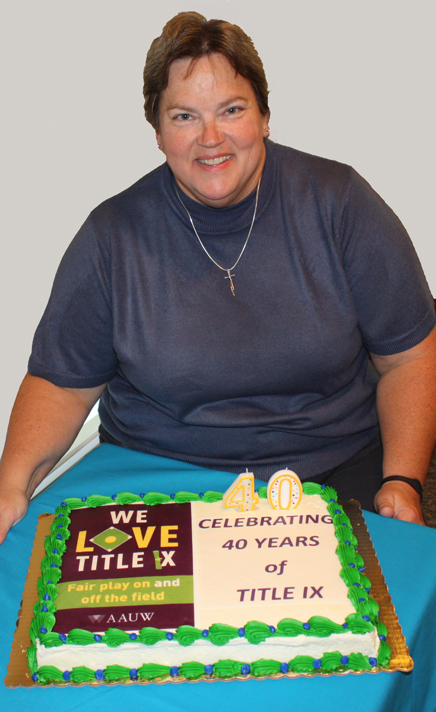 WE
LOVE
TITLE IX
Fair play on and
off the field
AAUW
40
CELEBRATING
40 YEARS
of
TITLE IX